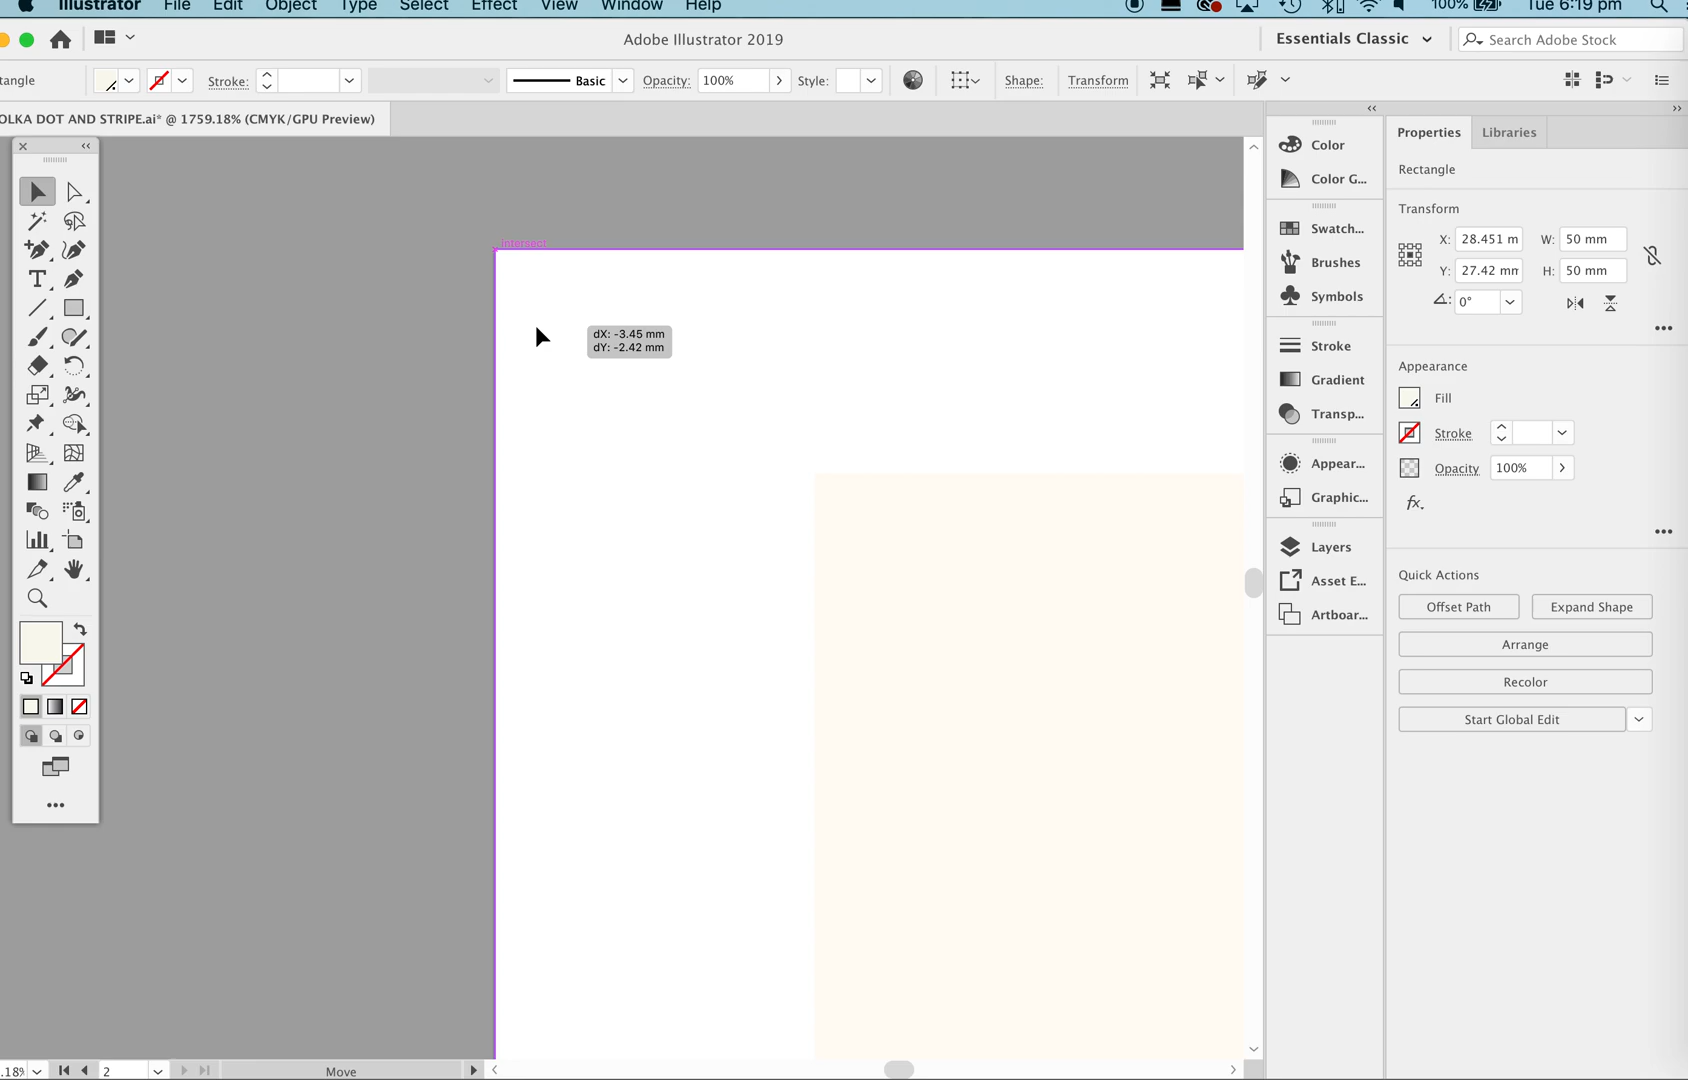 Illustrator File Edit Object Type Select Effect View Window Help 100% Tue 6:19 pm
Adobe Illustrator 2019 Essentials Classic Search Adobe Stock
tangle Stroke: Basic Opacity: 100% Style: Shape: Transform
OLKA DOT AND STRIPE.ai* @ 1759.18% (CMYK/GPU Preview)
intersect
dX: -3.45 mm
dY: -2.42 mm
Color
Color G...
Swatch...
Brushes
Symbols
Stroke
Gradient
Transp...
Appear...
Graphic...
Layers
Asset E...
Artboar...
Properties Libraries
Rectangle
Transform
X: 28.451 m W: 50 mm
Y: 27.42 mm H: 50 mm
0°
Appearance
Fill
Stroke
Opacity 100%
fx.
Quick Actions
Offset Path Expand Shape
Arrange
Recolor
Start Global Edit
.18% 2 Move